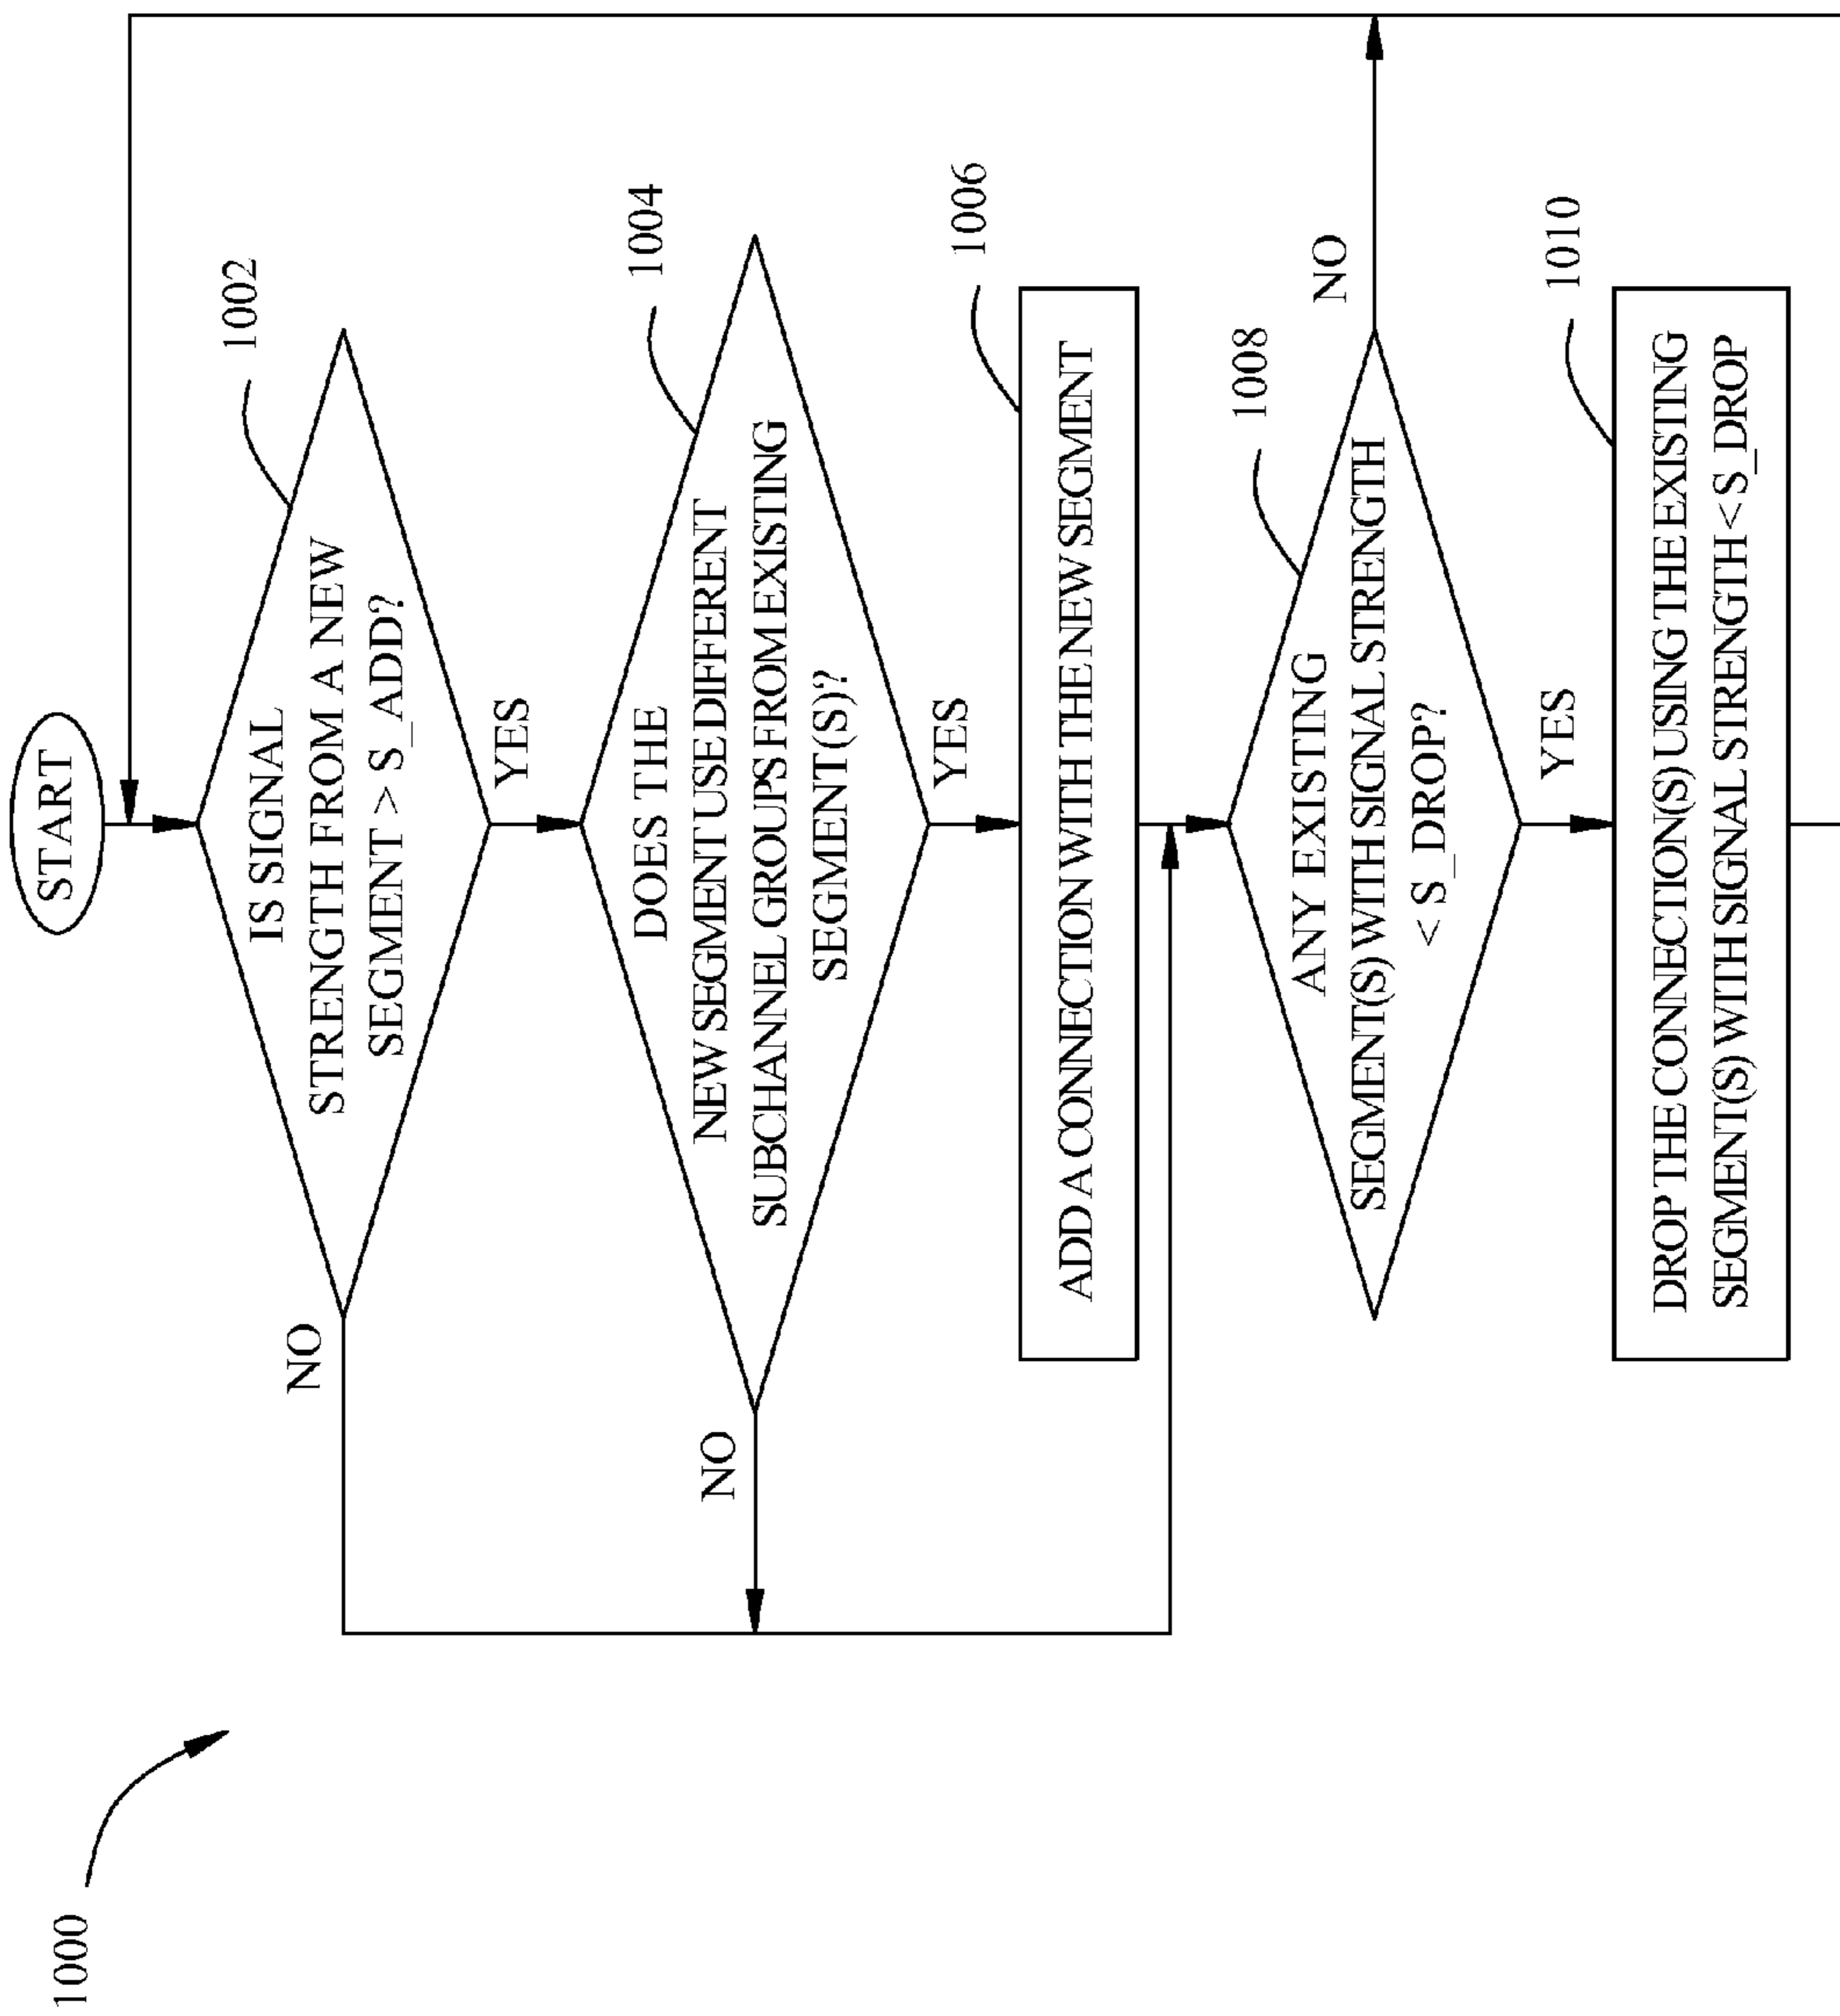 1000
START
IS SIGNAL
STRENGTH FROM A NEW
SEGMENT > S_ADD?
1002
NO
YES
DOES THE
NEW SEGMENT USE DIFFERENT
SUBCHANNEL GROUPS FROM EXISTING
SEGMENT(S)?
1004
NO
YES
ADD A CONNECTION WITH THE NEW SEGMENT
1006
ANY EXISTING
SEGMENT(S) WITH SIGNAL STRENGTH
< S_DROP?
1008
NO
YES
DROP THE CONNECTION(S) USING THE EXISTING
SEGMENT(S) WITH SIGNAL STRENGTH < S_DROP
1010